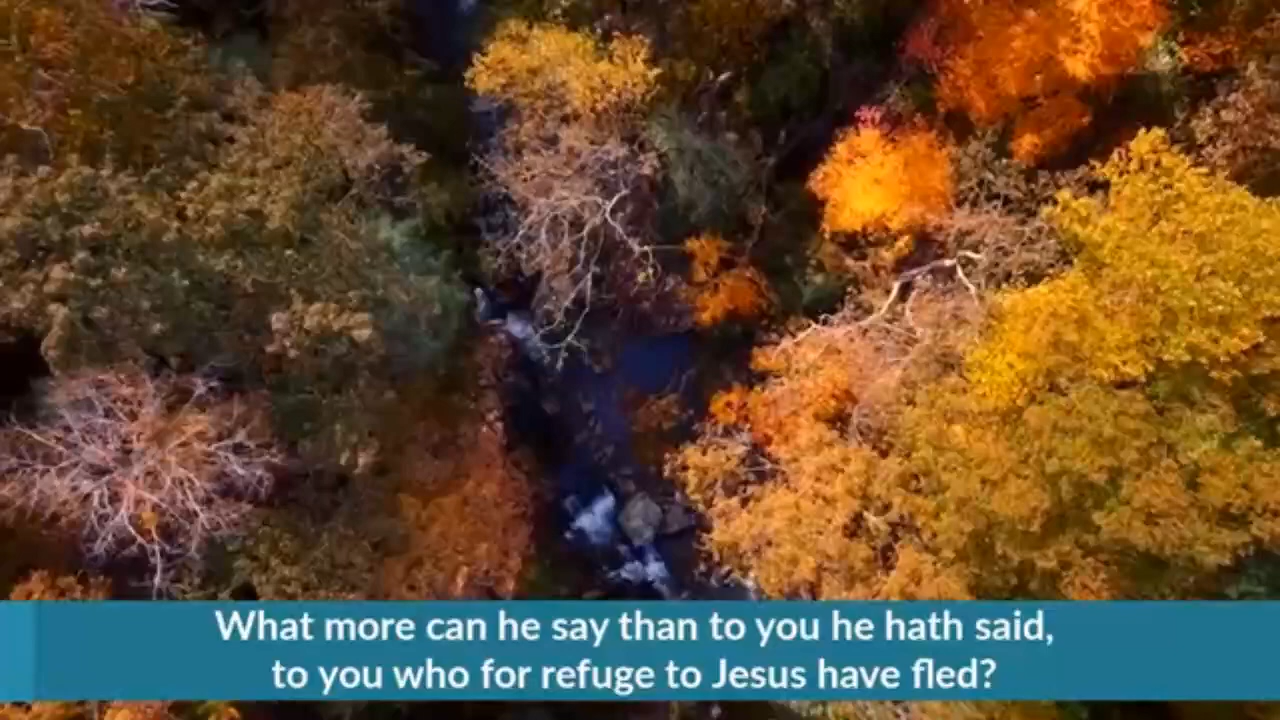 What more can he say than to you he hath said,
to you who for refuge to Jesus have fled?